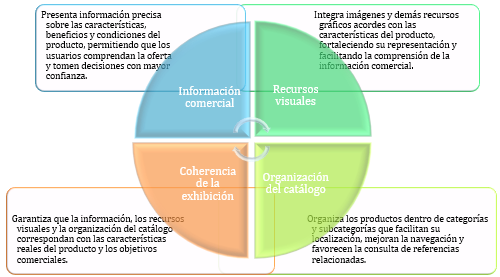 Presenta información precisa
sobre las características,
beneficios y condiciones del
producto, permitiendo que los
usuarios comprendan la oferta
y tomen decisiones con mayor
confianza.
Integra imágenes y demás recursos
gráficos acordes con las
características del producto,
fortaleciendo su representación y
facilitando la comprensión de la
información comercial.
Información
comercial
Recursos
visuales
Coherencia
de la
exhibición
Organización
del catálogo
Garantiza que la información, los recursos
visuales y la organización del catálogo
correspondan con las características
reales del producto y los objetivos
comerciales.
Organiza los productos dentro de categorías
y subcategorías que facilitan su
localización, mejoran la navegación y
favorecen la consulta de referencias
relacionadas.